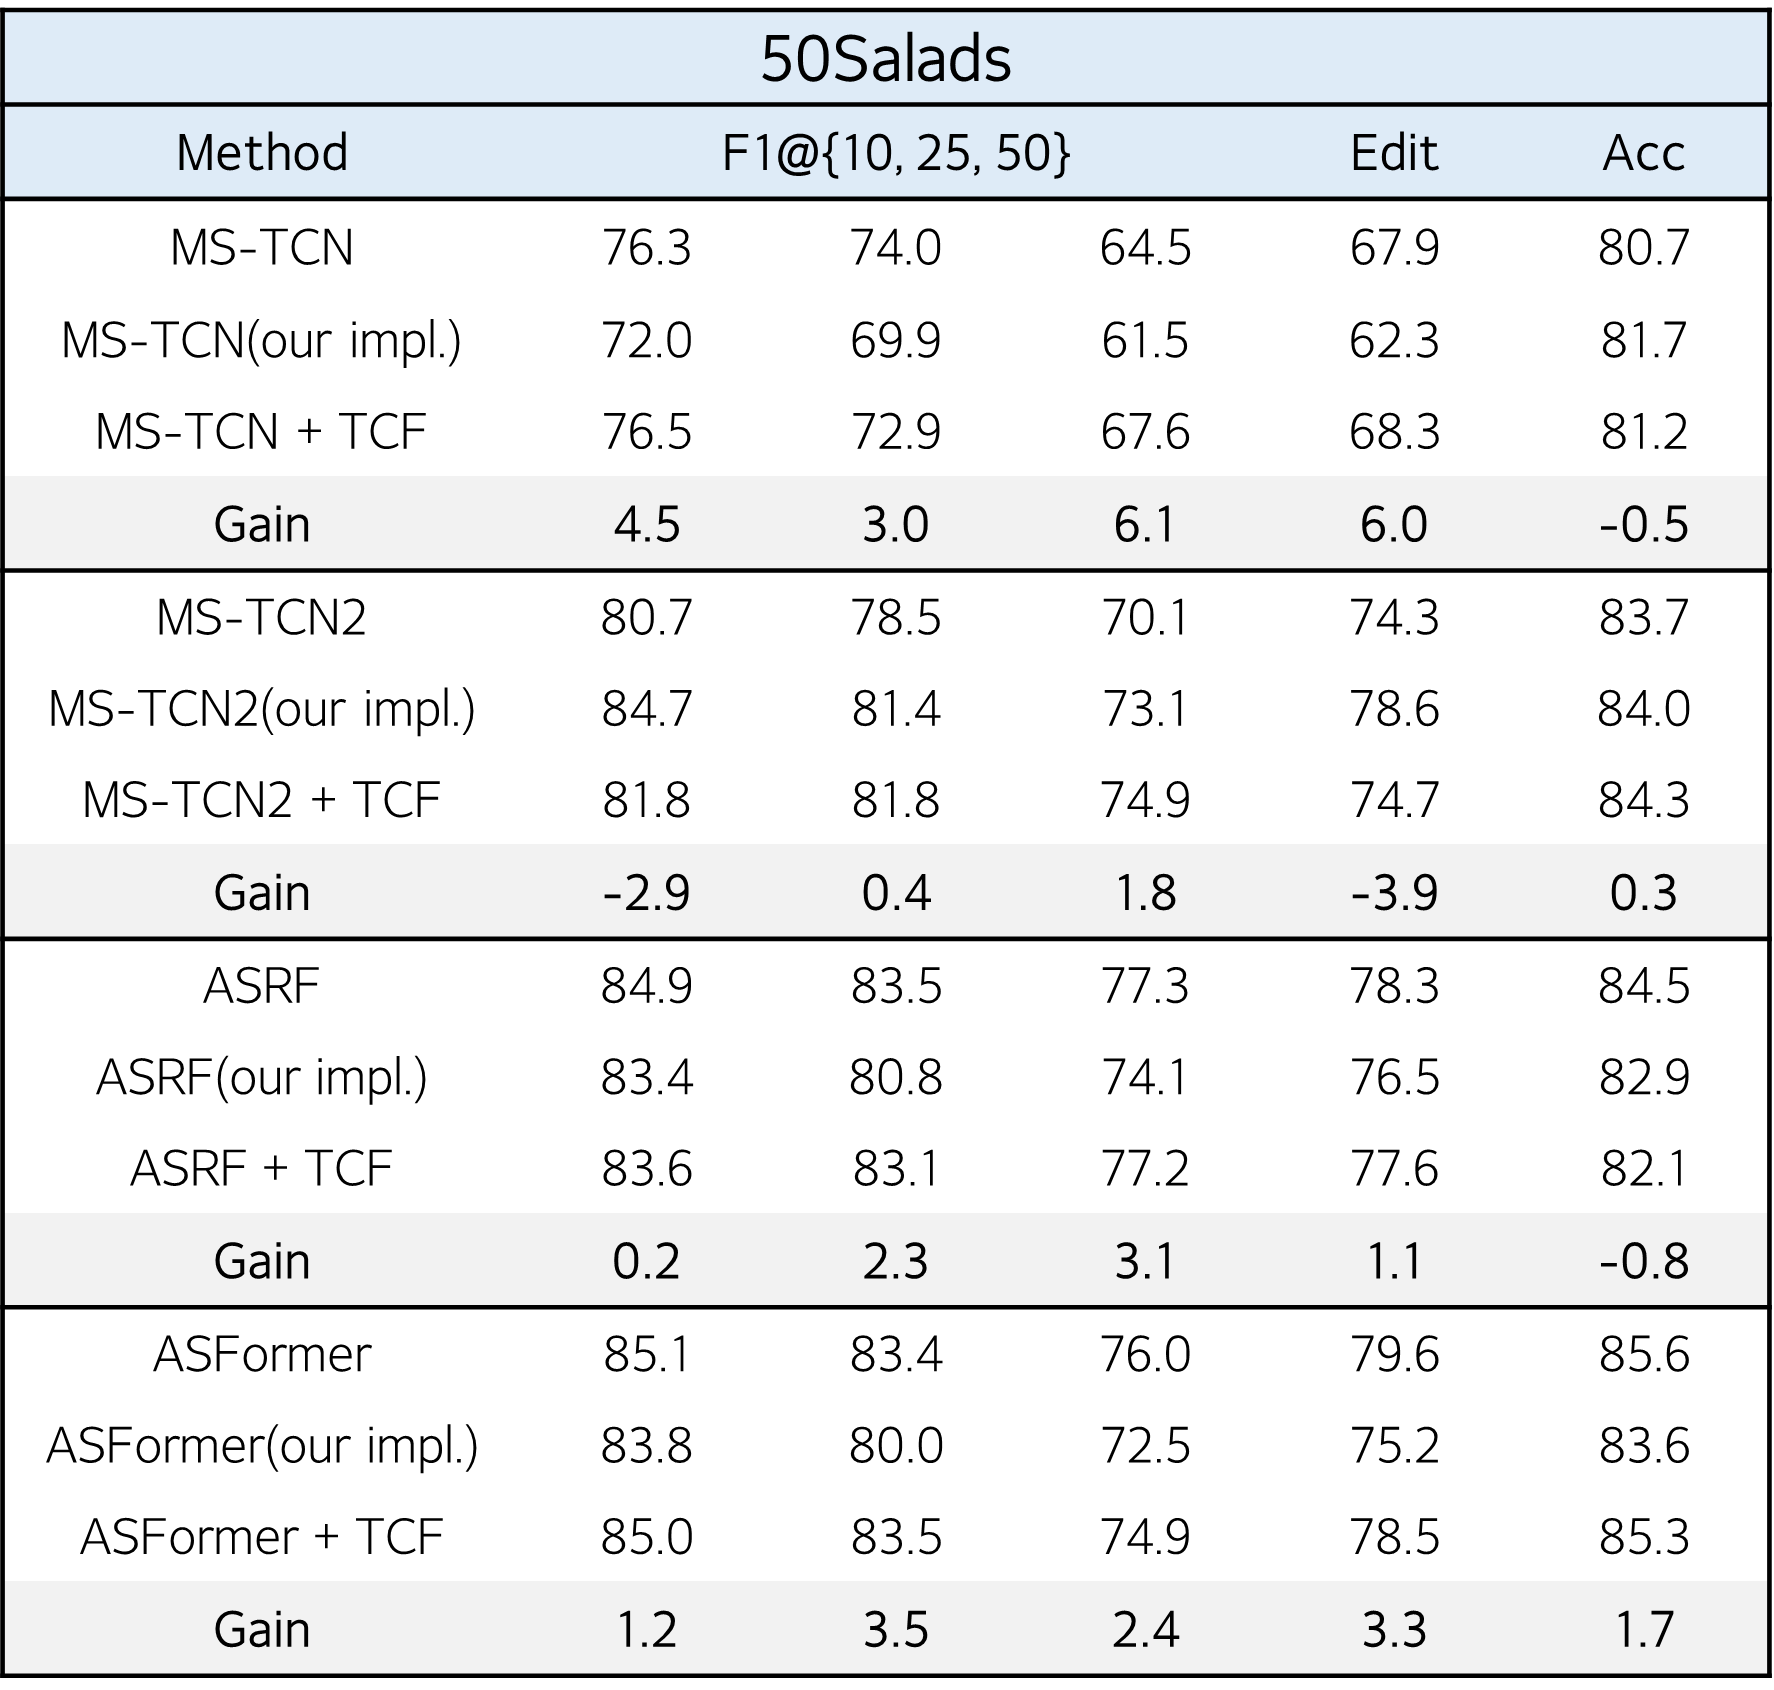 50Salads
Method F1@{10, 25, 50} Edit Acc
MS-TCN 76.3 74.0 64.5 67.9 80.7
MS-TCN(our impl.) 72.0 69.9 61.5 62.3 81.7
MS-TCN + TCF 76.5 72.9 67.6 68.3 81.2
Gain 4.5 3.0 6.1 6.0 -0.5
MS-TCN2 80.7 78.5 70.1 74.3 83.7
MS-TCN2(our impl.) 84.7 81.4 73.1 78.6 84.0
MS-TCN2 + TCF 81.8 81.8 74.9 74.7 84.3
Gain -2.9 0.4 1.8 -3.9 0.3
ASRF 84.9 83.5 77.3 78.3 84.5
ASRF(our impl.) 83.4 80.8 74.1 76.5 82.9
ASRF + TCF 83.6 83.1 77.2 77.6 82.1
Gain 0.2 2.3 3.1 1.1 -0.8
ASFormer 85.1 83.4 76.0 79.6 85.6
ASFormer(our impl.) 83.8 80.0 72.5 75.2 83.6
ASFormer + TCF 85.0 83.5 74.9 78.5 85.3
Gain 1.2 3.5 2.4 3.3 1.7